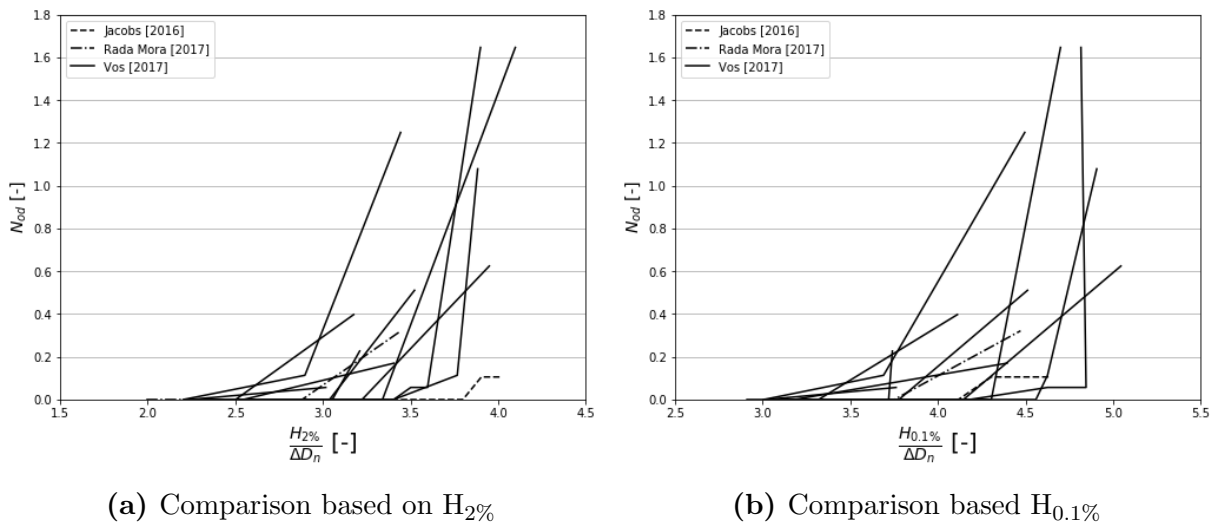 1.8
1.6
1.4
1.2
1.0
0.8
0.6
0.4
0.2
0.0
N_od [-]
Jacobs [2016]
Rada Mora [2017]
Vos [2017]
1.5 2.0 2.5 3.0 3.5 4.0 4.5
H_2% / ΔD_n [-]
(a) Comparison based on H_2%
1.8
1.6
1.4
1.2
1.0
0.8
0.6
0.4
0.2
0.0
N_od [-]
Jacobs [2016]
Rada Mora [2017]
Vos [2017]
2.5 3.0 3.5 4.0 4.5 5.0 5.5
H_0.1% / ΔD_n [-]
(b) Comparison based H_0.1%